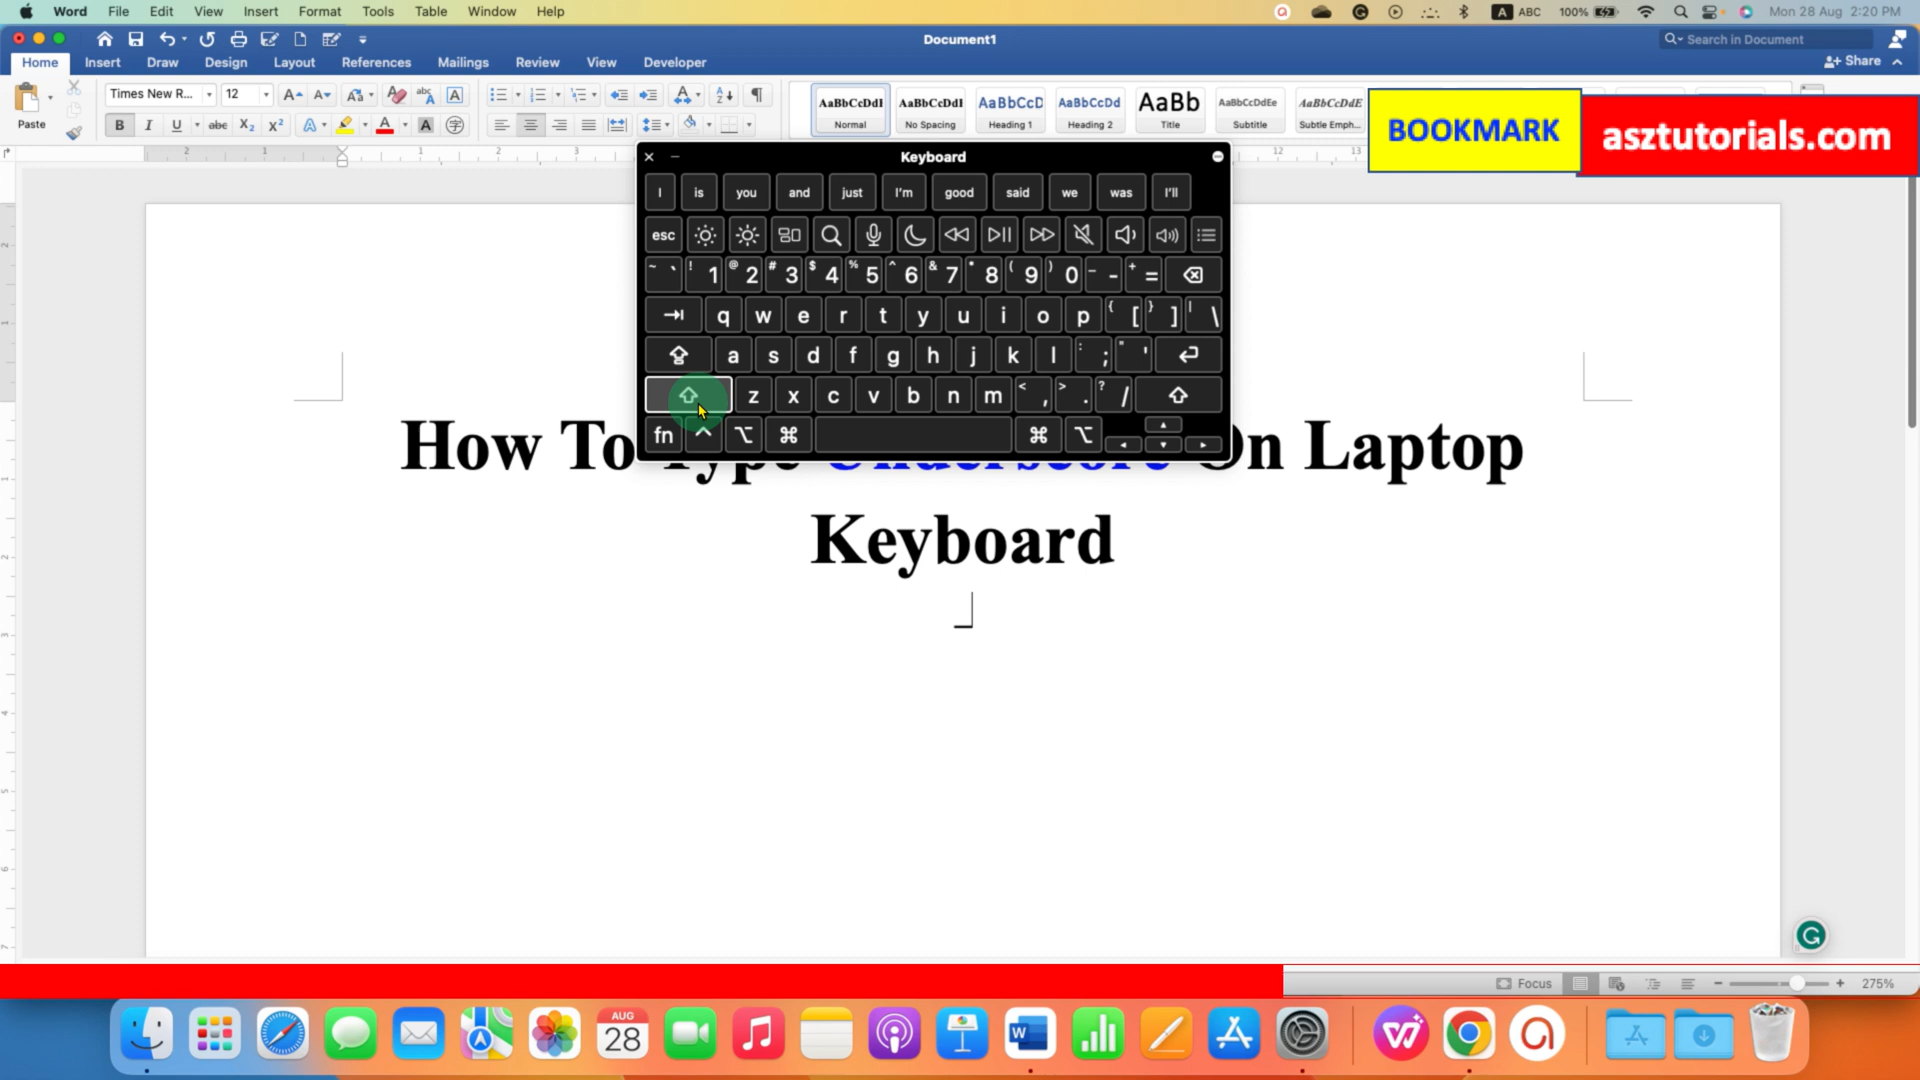 Word File Edit View Insert Format Tools Table Window Help
A ABC 100% Mon 28 Aug 2:20 PM
Document1
Search in Document
Home Insert Draw Design Layout References Mailings Review View Developer
Share
Paste
Times New R... 12
AaBbCcDdI AaBbCcDdI AaBbCcD AaBbCcDd AaBb AaBbCcDdEe AaBbCcDdE
Normal No Spacing Heading 1 Heading 2 Title Subtitle Subtle Emph...
BOOKMARK asztutorials.com
Keyboard
I is you and just I'm good said we was I'll
esc
~ ` ! 1 @ 2 # 3 $ 4 % 5 ^ 6 & 7 * 8 ( 9 ) 0 _ - + =
q w e r t y u i o p { [ } ] | \
a s d f g h j k l : ; " '
z x c v b n m < , > . ? /
fn
How To Type Underscore On Laptop
Keyboard
_
Focus 275%
AUG
28
W